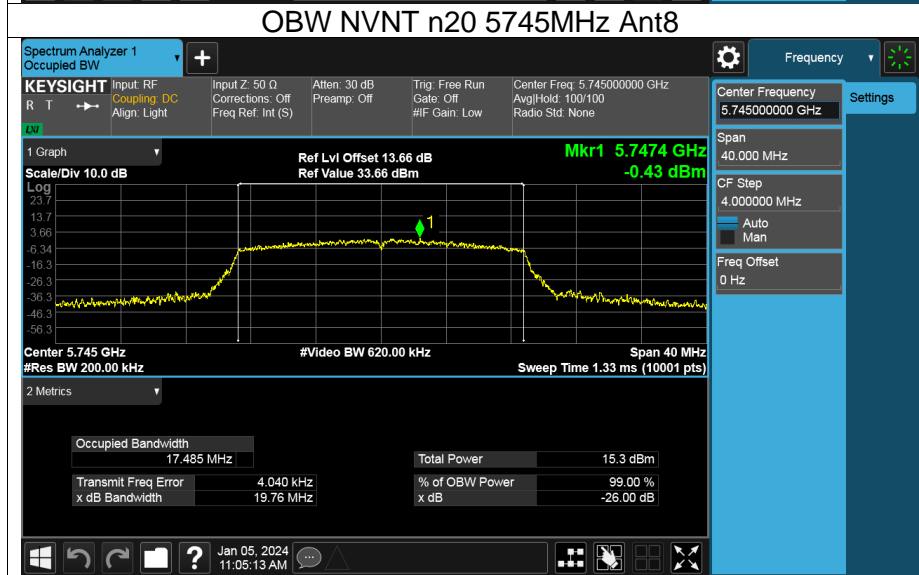 OBW NVNT n20 5745MHz Ant8
Spectrum Analyzer 1
Occupied BW
+
Frequency
KEYSIGHT
R T
LXI
Input: RF
Coupling: DC
Align: Light
Input Z: 50 Ω
Corrections: Off
Freq Ref: Int (S)
Atten: 30 dB
Preamp: Off
Trig: Free Run
Gate: Off
#IF Gain: Low
Center Freq: 5.745000000 GHz
Avg|Hold: 100/100
Radio Std: None
Center Frequency
5.745000000 GHz
Settings
Span
40.000 MHz
CF Step
4.000000 MHz
Auto
Man
Freq Offset
0 Hz
1 Graph
Scale/Div 10.0 dB
Ref Lvl Offset 13.66 dB
Ref Value 33.66 dBm
Mkr1 5.7474 GHz
-0.43 dBm
Log
23.7
13.7
3.66
-6.34
-16.3
-26.3
-36.3
-46.3
-56.3
1
Center 5.745 GHz
#Video BW 620.00 kHz
Span 40 MHz
#Res BW 200.00 kHz
Sweep Time 1.33 ms (10001 pts)
2 Metrics
Occupied Bandwidth
17.485 MHz
Total Power 15.3 dBm
Transmit Freq Error 4.040 kHz
% of OBW Power 99.00 %
x dB Bandwidth 19.76 MHz
x dB -26.00 dB
?
Jan 05, 2024
11:05:13 AM